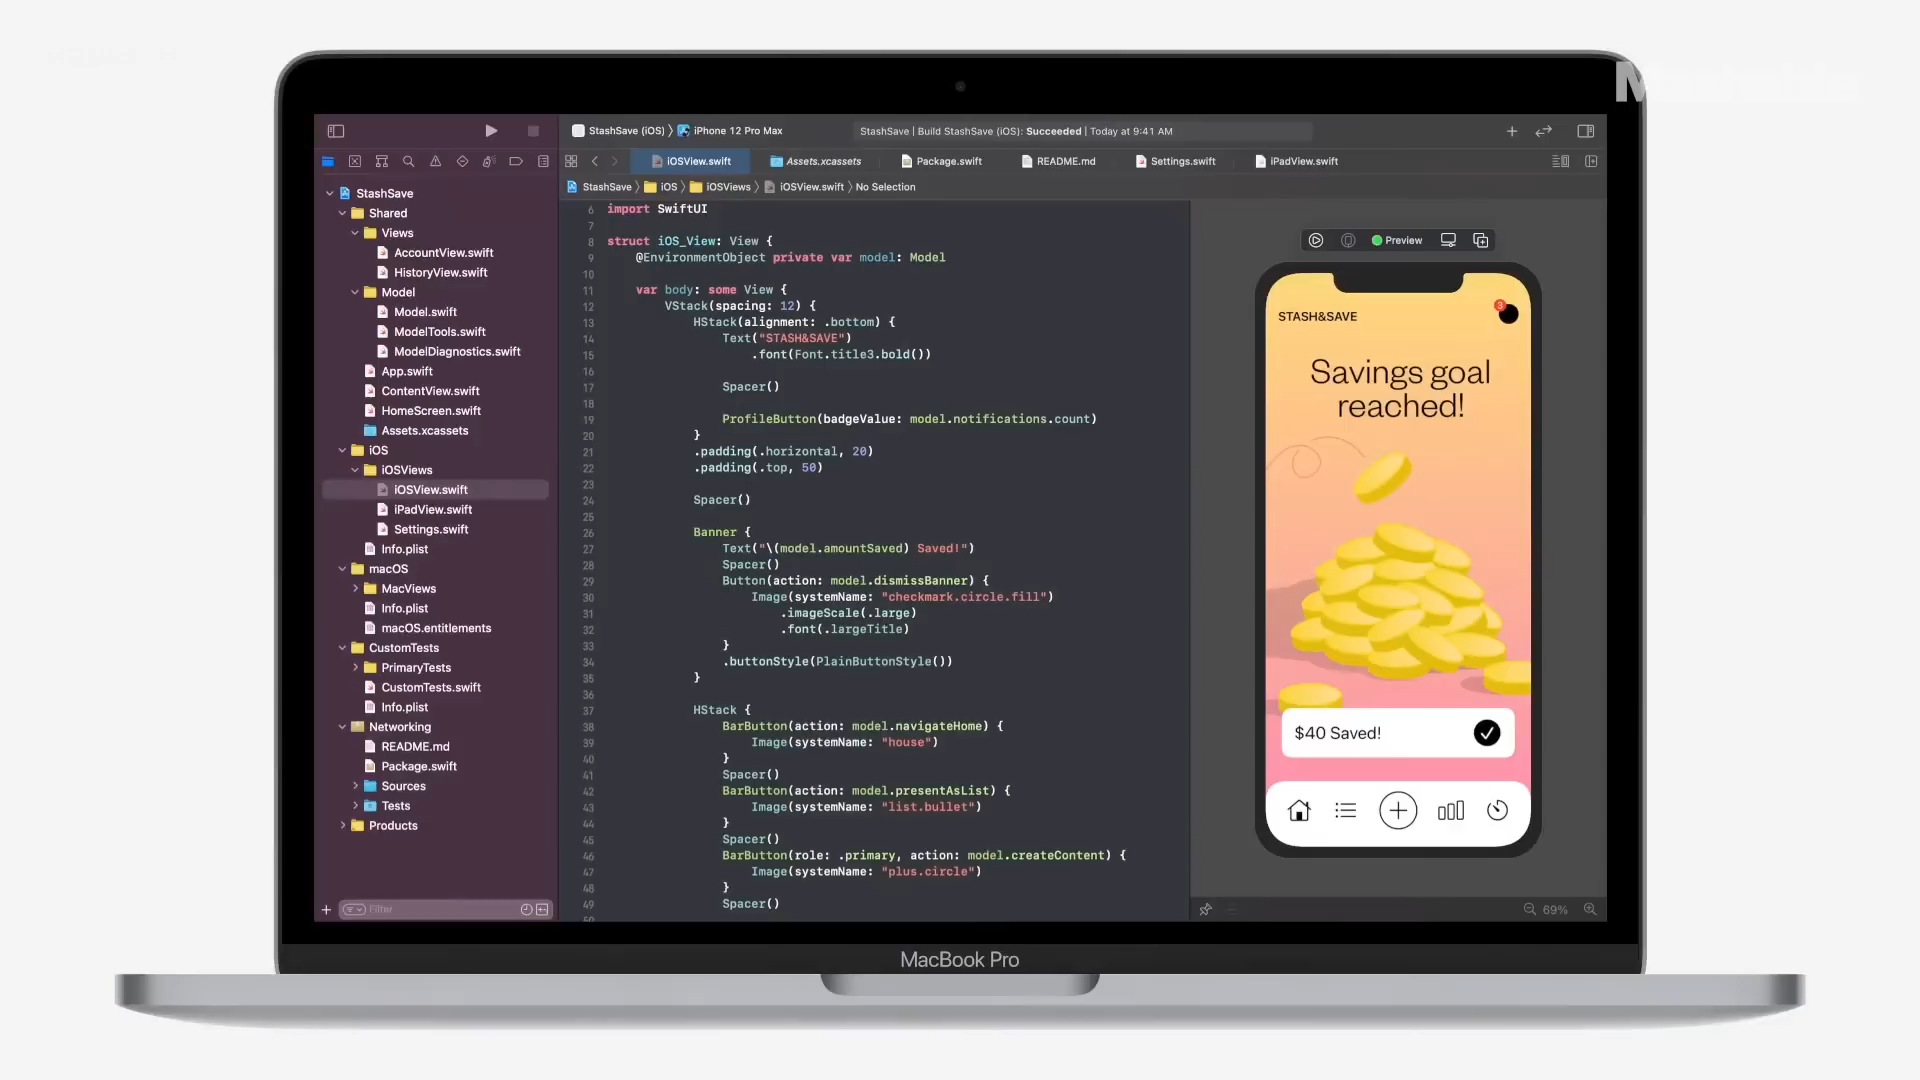 StashSave (iOS) iPhone 12 Pro Max
StashSave | Build StashSave (iOS): Succeeded | Today at 9:41 AM
iOSView.swift
Assets.xcassets
Package.swift
README.md
Settings.swift
iPadView.swift
StashSave iOS iOSViews iOSView.swift No Selection
StashSave
Shared
Views
AccountView.swift
HistoryView.swift
Model
Model.swift
ModelTools.swift
ModelDiagnostics.swift
App.swift
ContentView.swift
HomeScreen.swift
Assets.xcassets
iOS
iOSViews
iOSView.swift
iPadView.swift
Settings.swift
Info.plist
macOS
MacViews
Info.plist
macOS.entitlements
CustomTests
PrimaryTests
CustomTests.swift
Info.plist
Networking
README.md
Package.swift
Sources
Tests
Products
Filter
6 import SwiftUI
7
8 struct iOS_View: View {
9 @EnvironmentObject private var model: Model
10
11 var body: some View {
12 VStack(spacing: 12) {
13 HStack(alignment: .bottom) {
14 Text("STASH&SAVE")
15 .font(Font.title3.bold())
16
17 Spacer()
18
19 ProfileButton(badgeValue: model.notifications.count)
20 }
21 .padding(.horizontal, 20)
22 .padding(.top, 50)
23
24 Spacer()
25
26 Banner {
27 Text("\(model.amountSaved) Saved!")
28 Spacer()
29 Button(action: model.dismissBanner) {
30 Image(systemName: "checkmark.circle.fill")
31 .imageScale(.large)
32 .font(.largeTitle)
33 }
34 .buttonStyle(PlainButtonStyle())
35 }
36
37 HStack {
38 BarButton(action: model.navigateHome) {
39 Image(systemName: "house")
40 }
41 Spacer()
42 BarButton(action: model.presentAsList) {
43 Image(systemName: "list.bullet")
44 }
45 Spacer()
46 BarButton(role: .primary, action: model.createContent) {
47 Image(systemName: "plus.circle")
48 }
49 Spacer()
50
Preview
STASH&SAVE
3
Savings goal
reached!
$40 Saved!
69%
MacBook Pro